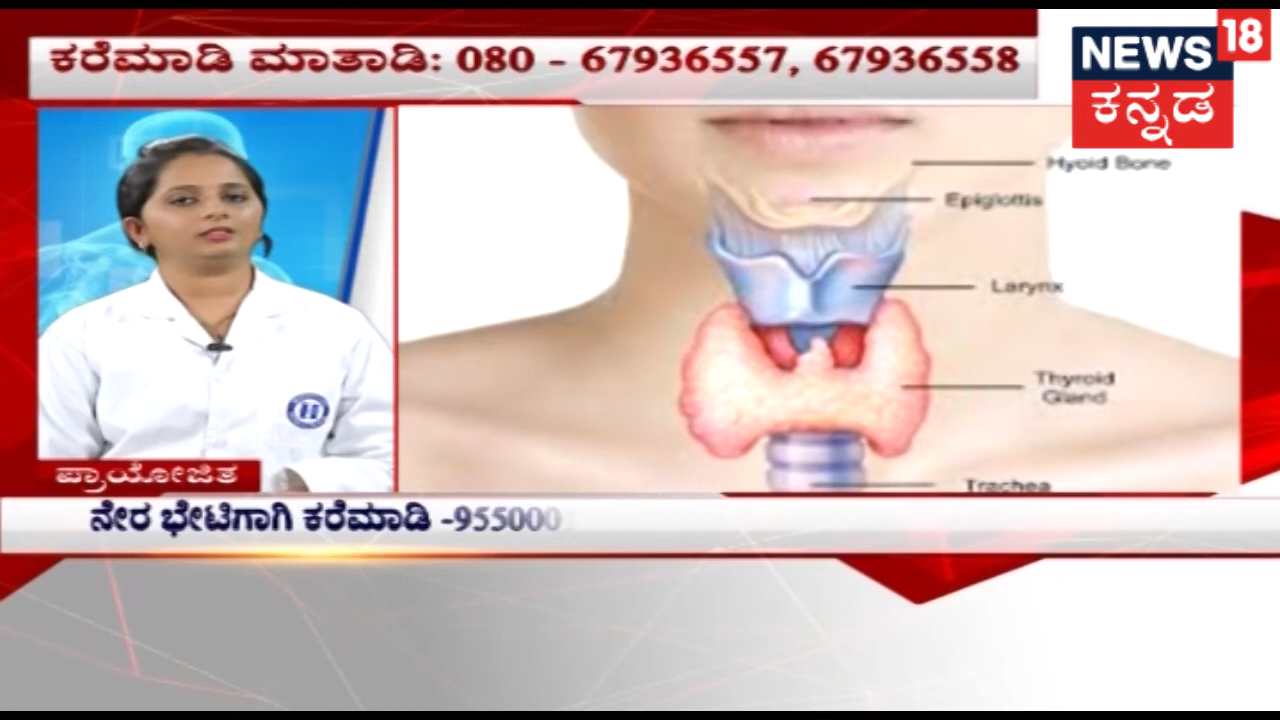 ಕರೆಮಾಡಿ ಮಾತಾಡಿ: 080 - 67936557, 67936558
NEWS 18
ಕನ್ನಡ
Hyoid Bone
Epiglottis
Larynx
Thyroid
Gland
Trachea
ಪ್ರಾಯೋಜಿತ
ನೇರ ಭೇಟಿಗಾಗಿ ಕರೆಮಾಡಿ -955000